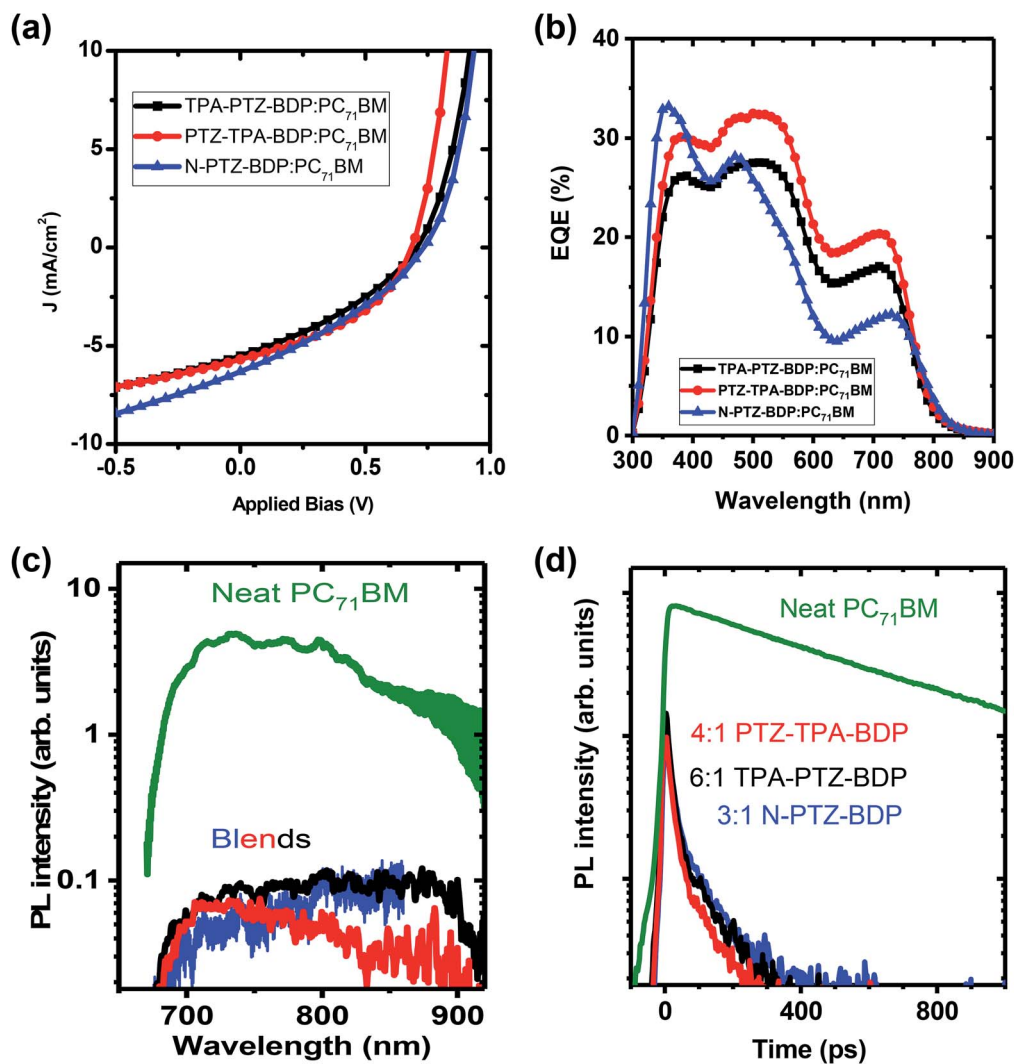 (a)
10
5
0
-5
-10
J (mA/cm²)
TPA-PTZ-BDP:PC₇₁BM
PTZ-TPA-BDP:PC₇₁BM
N-PTZ-BDP:PC₇₁BM
-0.5 0.0 0.5 1.0
Applied Bias (V)
(b)
40
30
20
10
0
EQE (%)
TPA-PTZ-BDP:PC₇₁BM
PTZ-TPA-BDP:PC₇₁BM
N-PTZ-BDP:PC₇₁BM
300 400 500 600 700 800 900
Wavelength (nm)
(c)
10
1
0.1
PL intensity (arb. units)
Neat PC₇₁BM
Blends
700 800 900
Wavelength (nm)
(d)
PL intensity (arb. units)
Neat PC₇₁BM
4:1 PTZ-TPA-BDP
6:1 TPA-PTZ-BDP
3:1 N-PTZ-BDP
0 400 800
Time (ps)